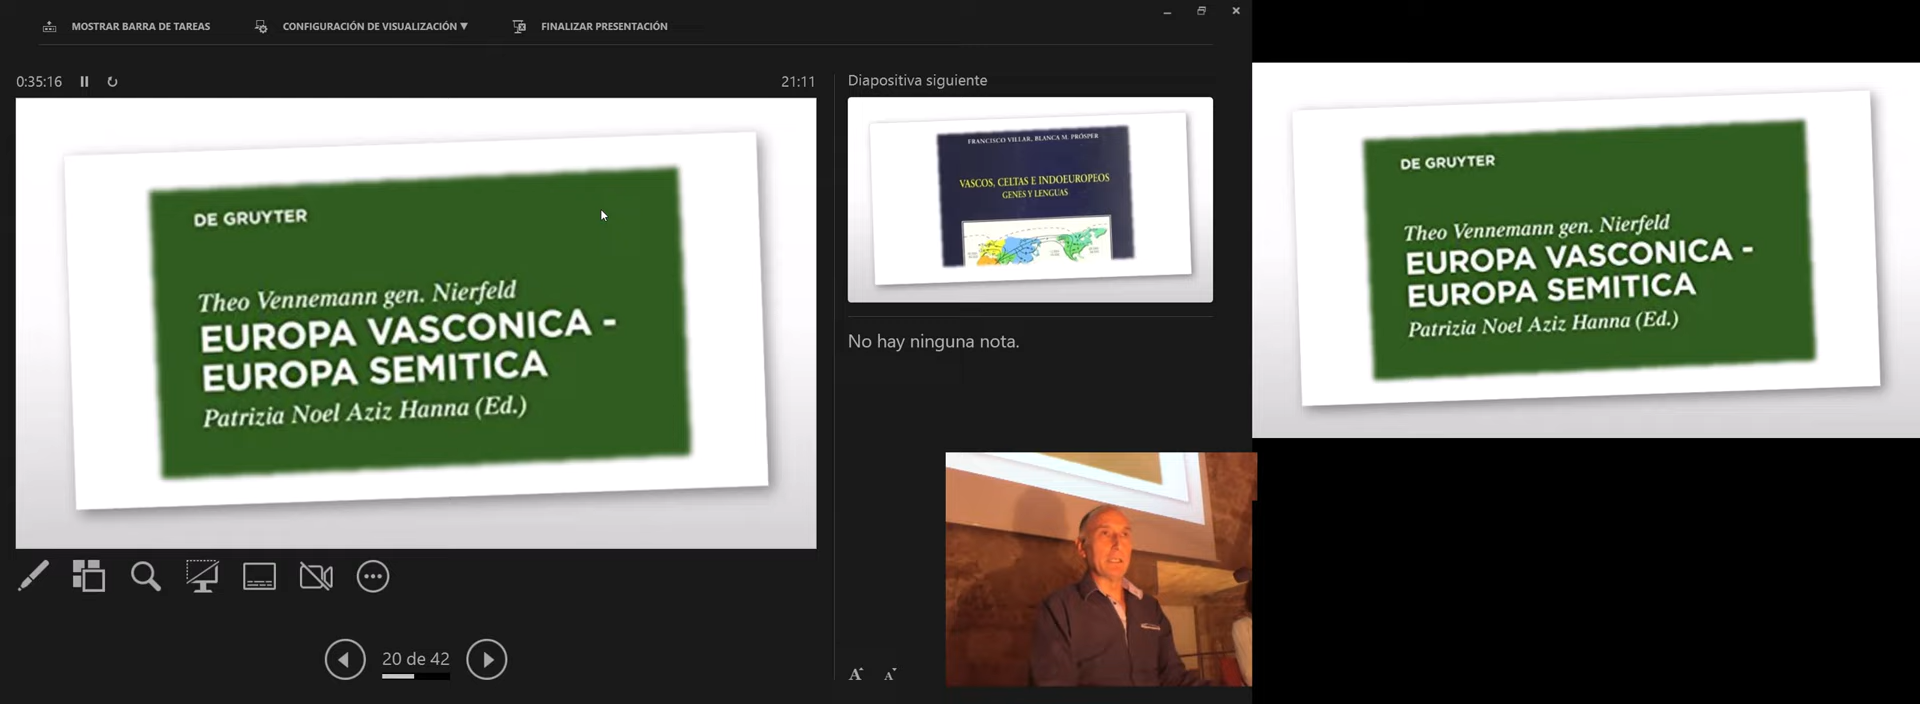 MOSTRAR BARRA DE TAREAS
CONFIGURACIÓN DE VISUALIZACIÓN ▼
FINALIZAR PRESENTACIÓN
0:35:16
21:11
DE GRUYTER
Theo Vennemann gen. Nierfeld
EUROPA VASCONICA -
EUROPA SEMITICA
Patrizia Noel Aziz Hanna (Ed.)
20 de 42
Diapositiva siguiente
FRANCISCO VILLAR, BLANCA M. PRÓSPER
VASCOS, CELTAS E INDOEUROPEOS
GENES Y LENGUAS
No hay ninguna nota.
A A
DE GRUYTER
Theo Vennemann gen. Nierfeld
EUROPA VASCONICA -
EUROPA SEMITICA
Patrizia Noel Aziz Hanna (Ed.)